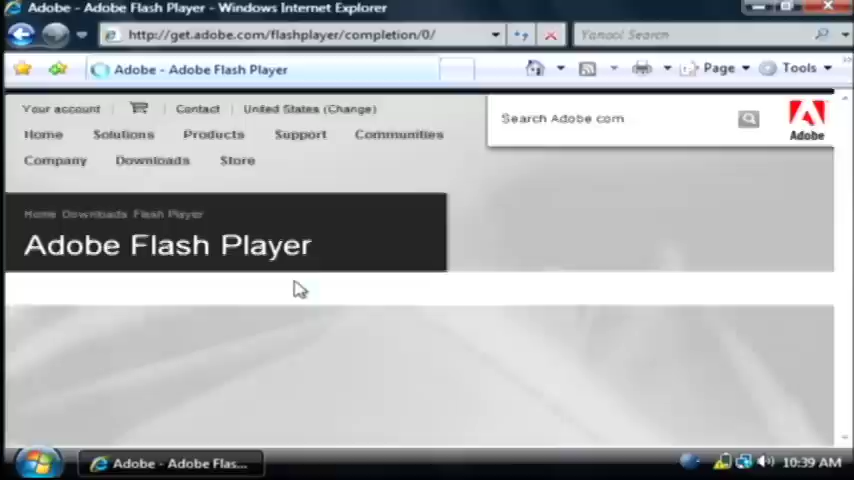 Adobe - Adobe Flash Player - Windows Internet Explorer
http://get.adobe.com/flashplayer/completion/0/
Yahoo! Search
Adobe - Adobe Flash Player
Page
Tools
Your account
Contact
United States (Change)
Search Adobe com
Adobe
Home
Solutions
Products
Support
Communities
Company
Downloads
Store
Home Downloads Flash Player
Adobe Flash Player
Adobe - Adobe Flas...
10:39 AM